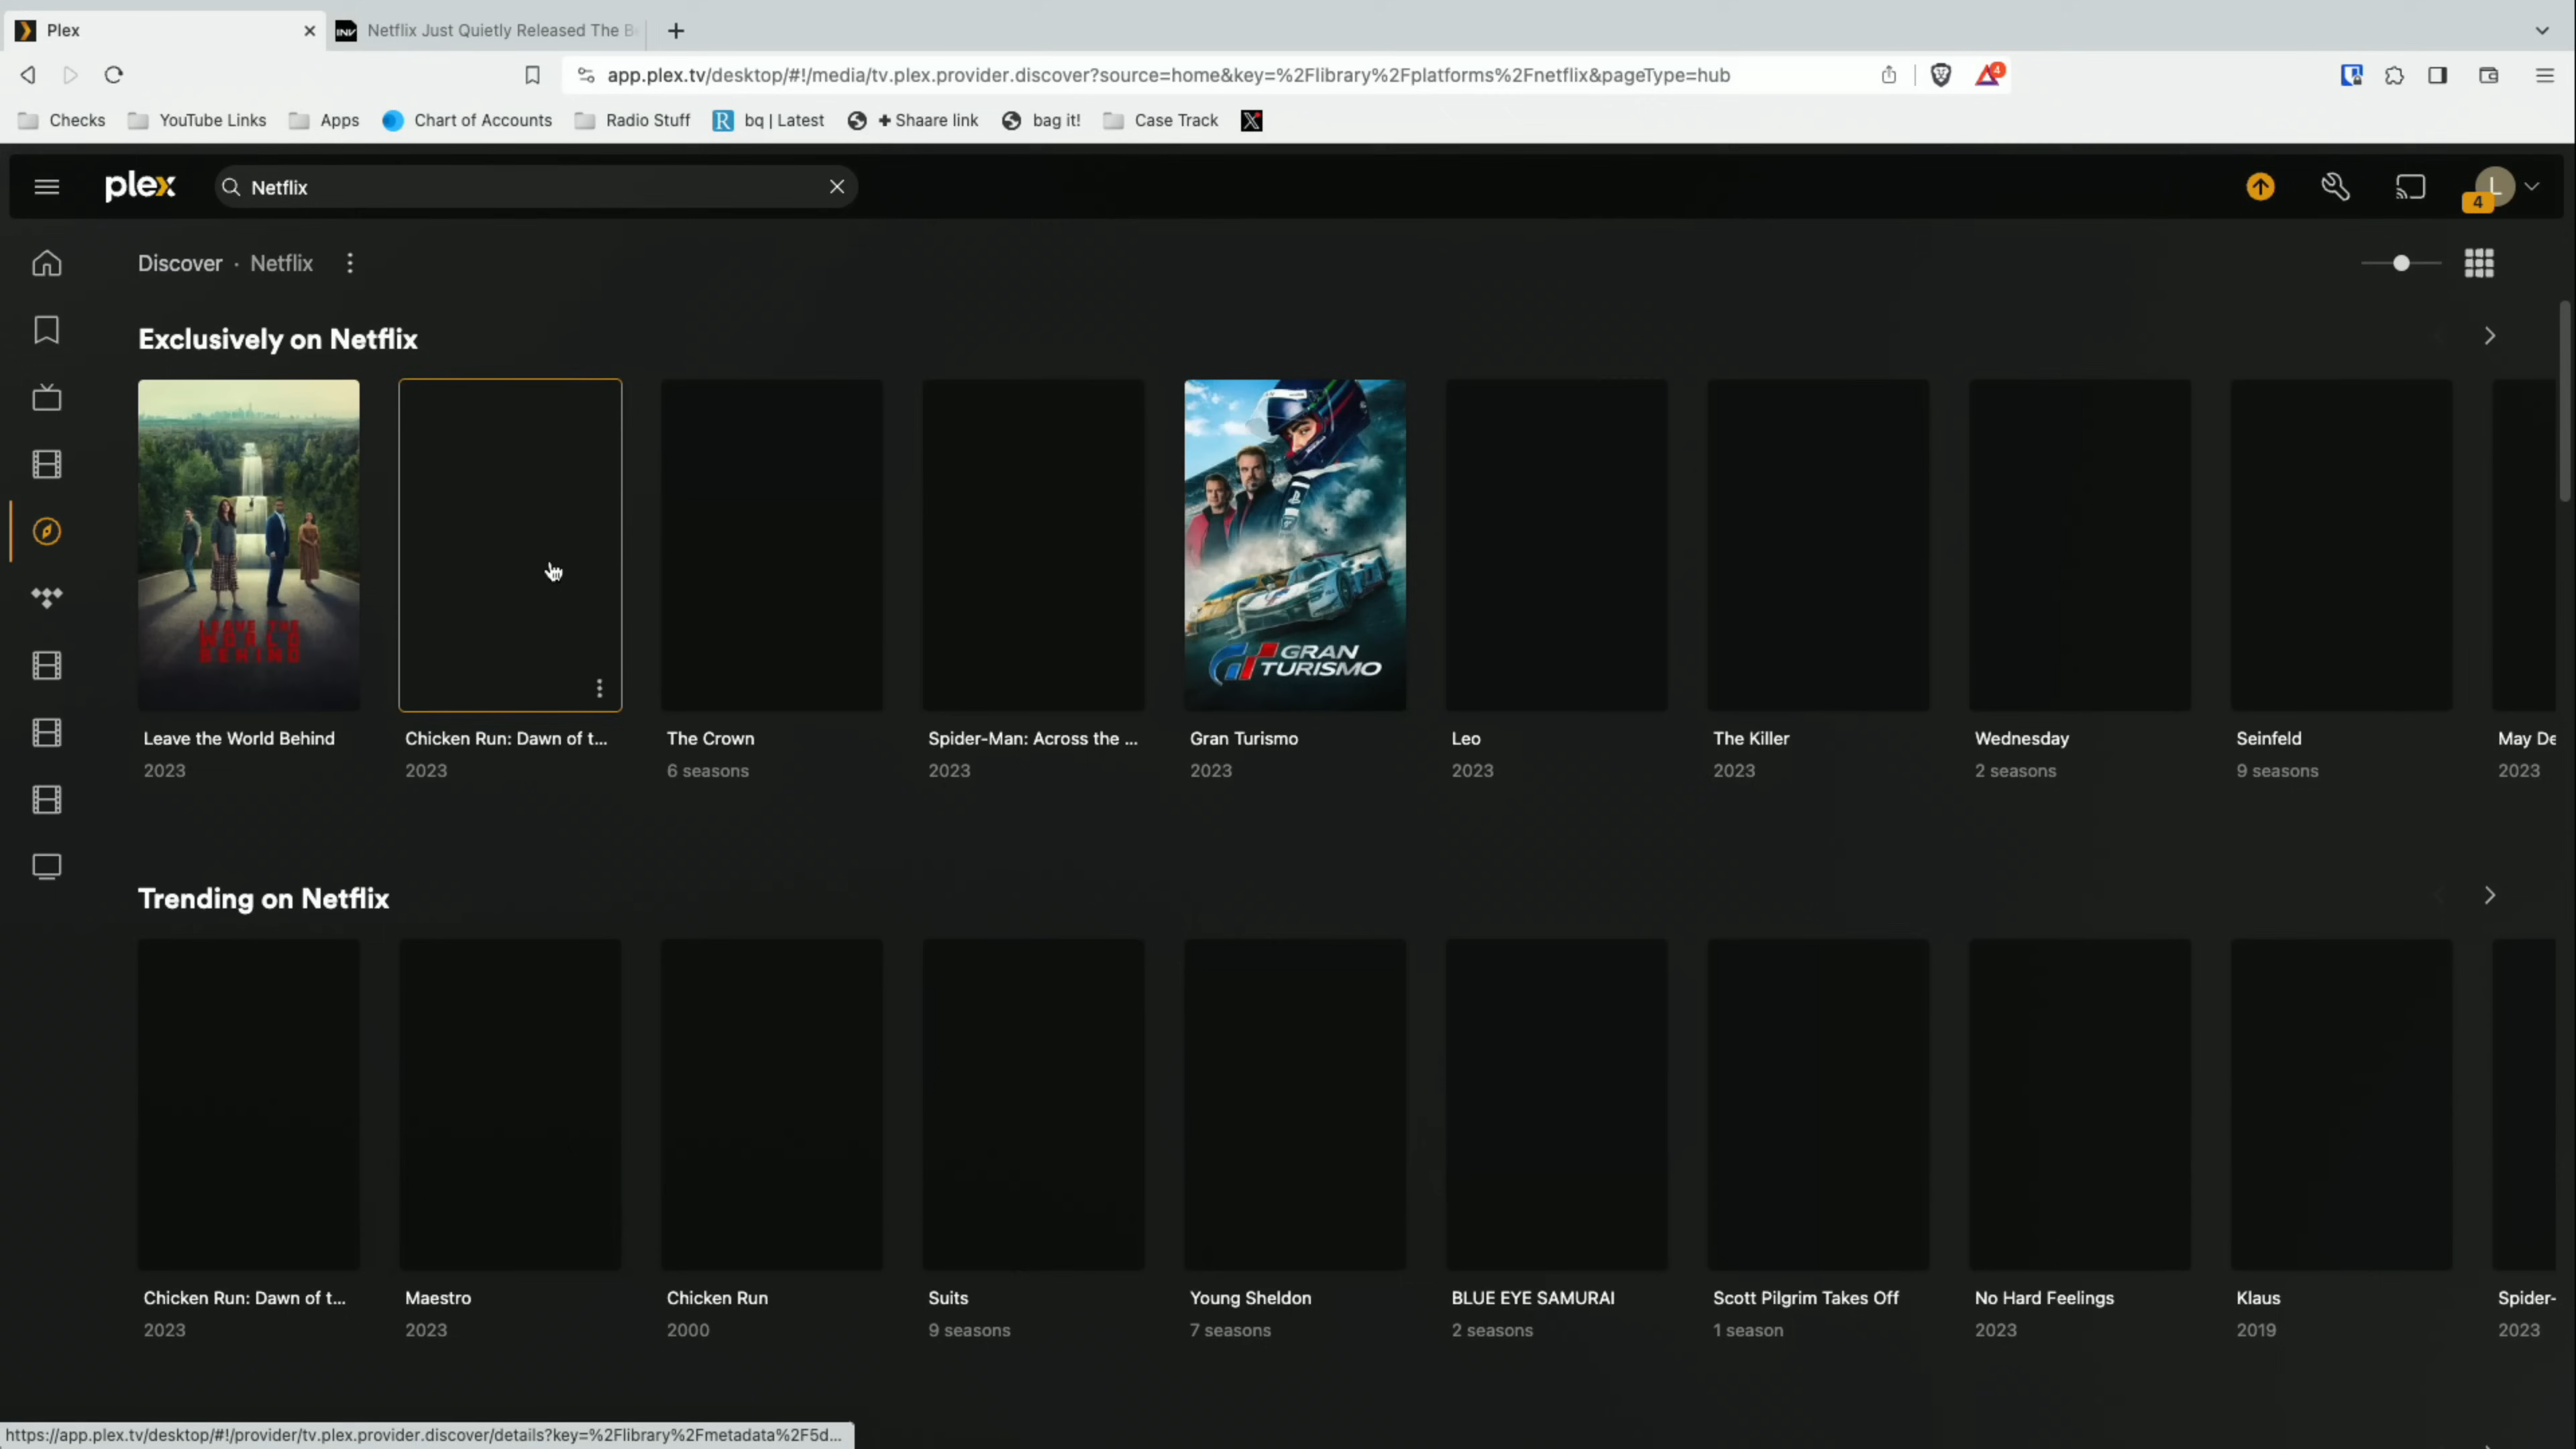 Plex
Netflix Just Quietly Released The Be
app.plex.tv/desktop/#!/media/tv.plex.provider.discover?source=home&key=%2Flibrary%2Fplatforms%2Fnetflix&pageType=hub
4
Checks YouTube Links Apps Chart of Accounts Radio Stuff R bq | Latest + Shaare link bag it! Case Track X
plex Netflix
L
4
Discover · Netflix
Exclusively on Netflix
LEAVE THE
WORLD
BEHIND
GRAN
TURISMO
Leave the World Behind Chicken Run: Dawn of t... The Crown Spider-Man: Across the ... Gran Turismo Leo The Killer Wednesday Seinfeld May De
2023 2023 6 seasons 2023 2023 2023 2023 2 seasons 9 seasons 2023
Trending on Netflix
Chicken Run: Dawn of t... Maestro Chicken Run Suits Young Sheldon BLUE EYE SAMURAI Scott Pilgrim Takes Off No Hard Feelings Klaus Spider-
2023 2023 2000 9 seasons 7 seasons 2 seasons 1 season 2023 2019 2023
https://app.plex.tv/desktop/#!/provider/tv.plex.provider.discover/details?key=%2Flibrary%2Fmetadata%2F5d...